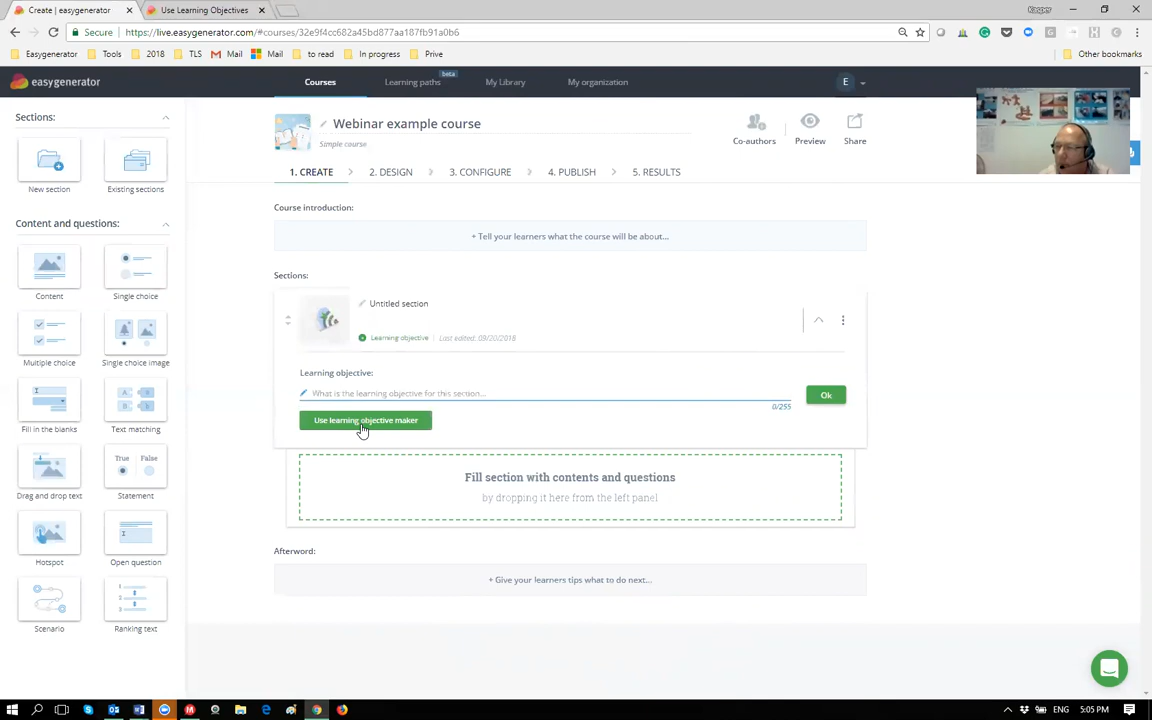 Create | easygenerator
Use Learning Objectives
Kasper
Secure
https://live.easygenerator.com/#courses/32e9f4cc682a45bd877aa187fb91a0b6
Easygenerator
Tools
2018
TLS
Mail
Mail
to read
In progress
Prive
Other bookmarks
easygenerator
Courses
Learning paths
beta
My Library
My organization
E
Sections:
New section
Existing sections
Content and questions:
Content
Single choice
Multiple choice
Single choice image
Fill in the blanks
Text matching
Drag and drop text
True False
Statement
Hotspot
Open question
Scenario
Ranking text
Webinar example course
Simple course
Co-authors
Preview
Share
1. CREATE
2. DESIGN
3. CONFIGURE
4. PUBLISH
5. RESULTS
Course introduction:
+ Tell your learners what the course will be about...
Sections:
Untitled section
Learning objective
Last edited: 09/20/2018
Learning objective:
What is the learning objective for this section...
Ok
0/255
Use learning objective maker
Fill section with contents and questions
by dropping it here from the left panel
Afterword:
+ Give your learners tips what to do next...
ENG
5:05 PM